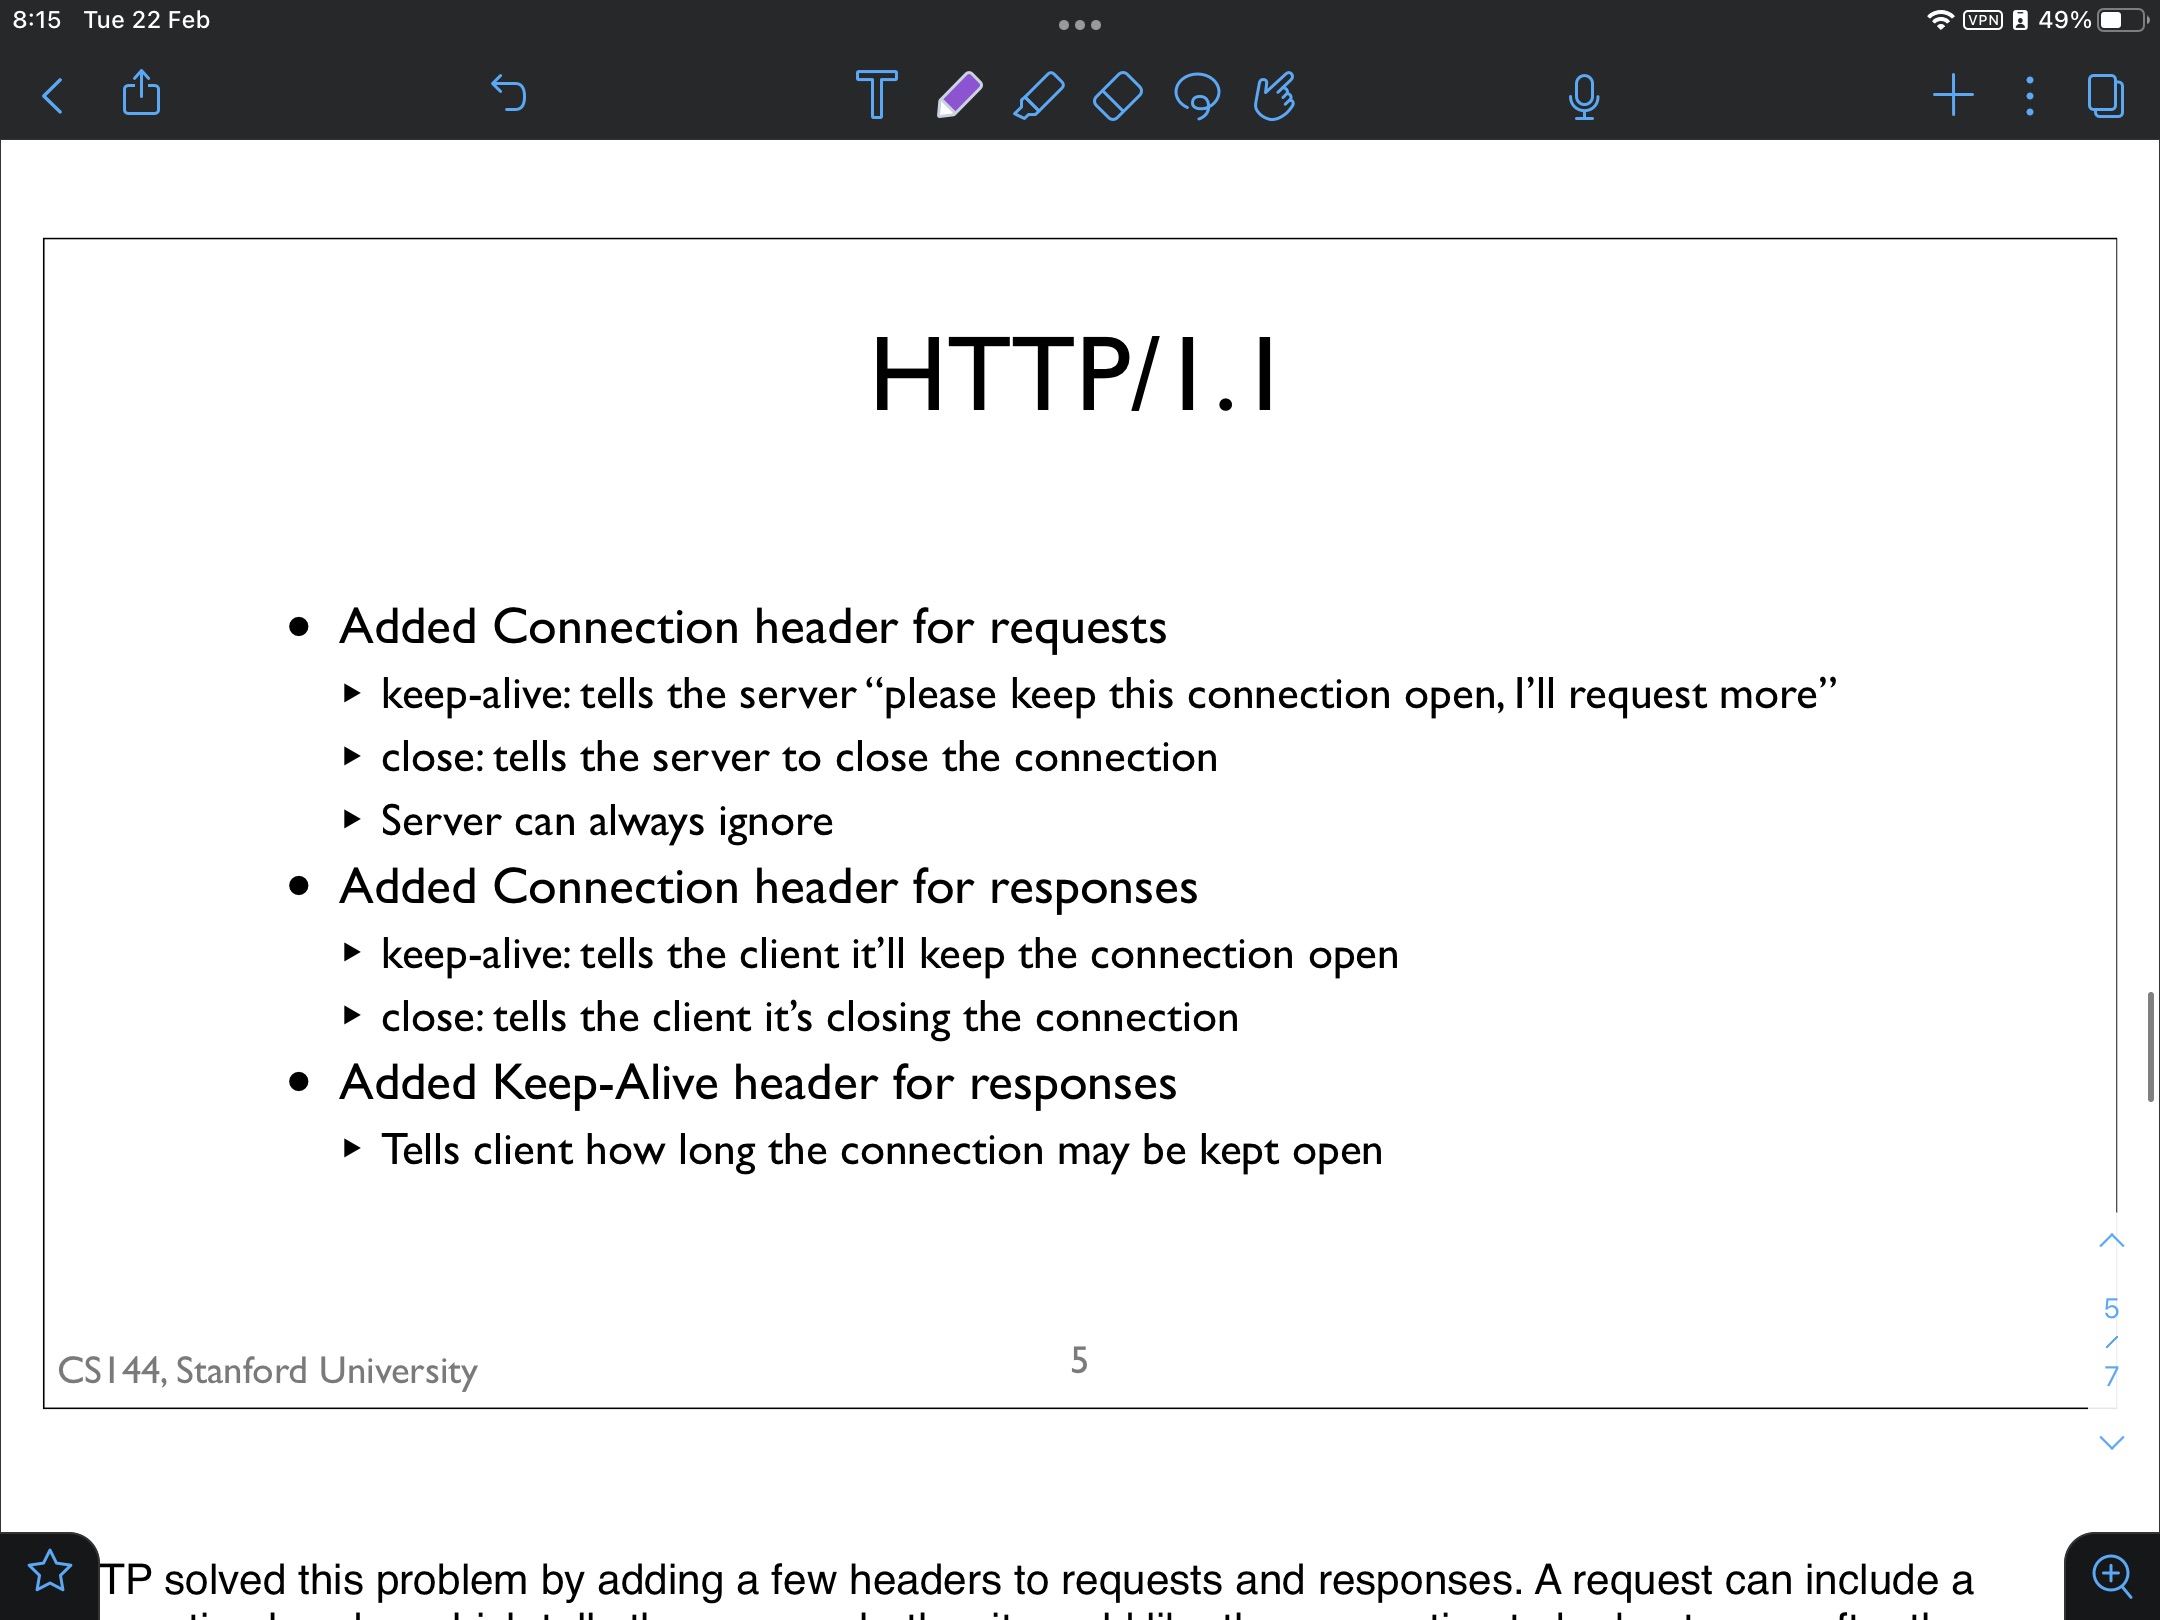 8:15 Tue 22 Feb
VPN 49%
T
HTTP/1.1
• Added Connection header for requests
▸ keep-alive: tells the server “please keep this connection open, I’ll request more”
▸ close: tells the server to close the connection
▸ Server can always ignore
• Added Connection header for responses
▸ keep-alive: tells the client it’ll keep the connection open
▸ close: tells the client it’s closing the connection
• Added Keep-Alive header for responses
▸ Tells client how long the connection may be kept open
CS144, Stanford University
5
5
/
7
TP solved this problem by adding a few headers to requests and responses. A request can include a